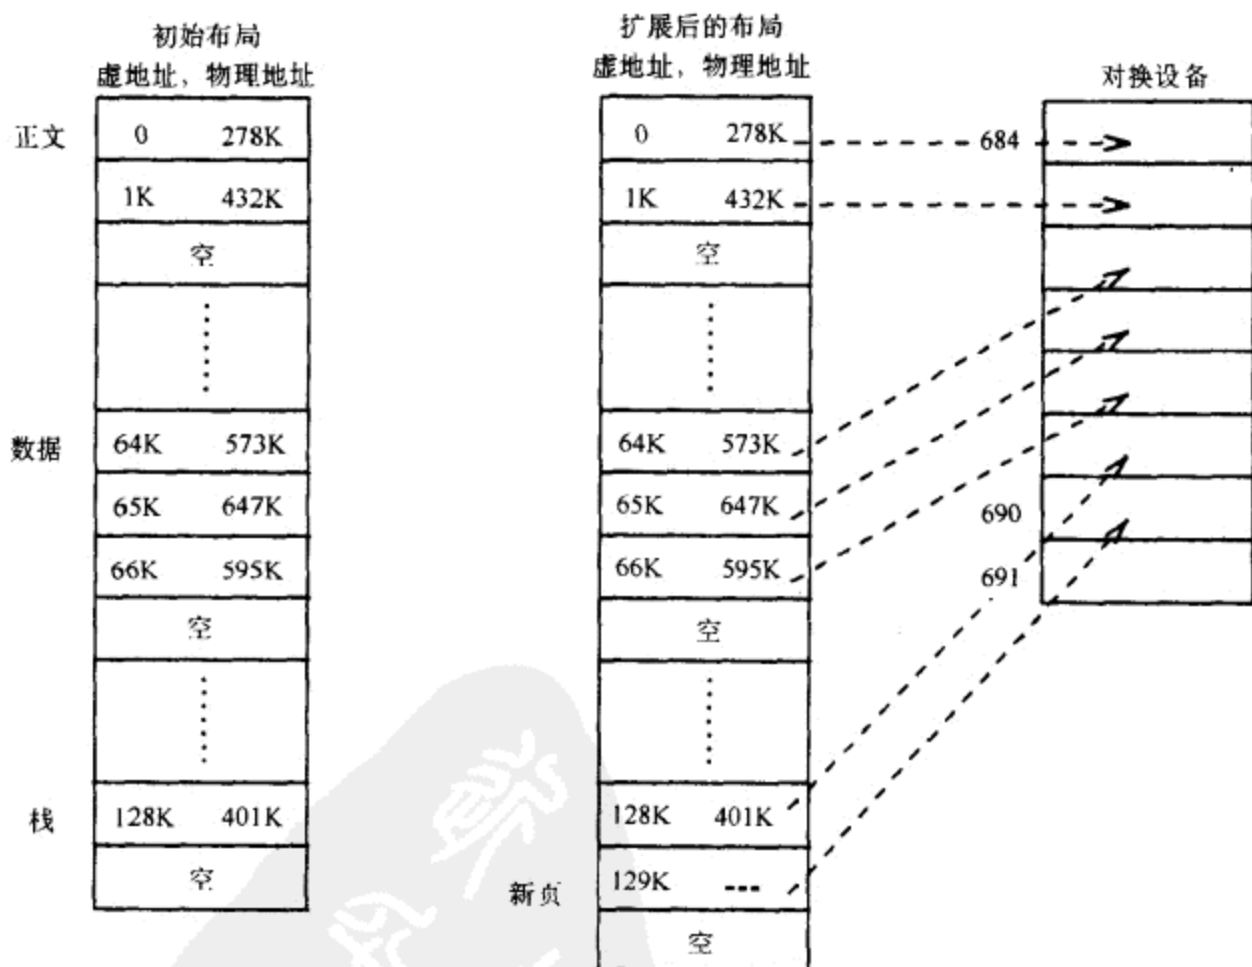 初始布局
虚地址，物理地址
正文
0 278K
1K 432K
空
数据
64K 573K
65K 647K
66K 595K
空
栈
128K 401K
空
扩展后的布局
虚地址，物理地址
0 278K
1K 432K
空
64K 573K
65K 647K
66K 595K
空
128K 401K
新页
129K ---
空
对换设备
684
690
691